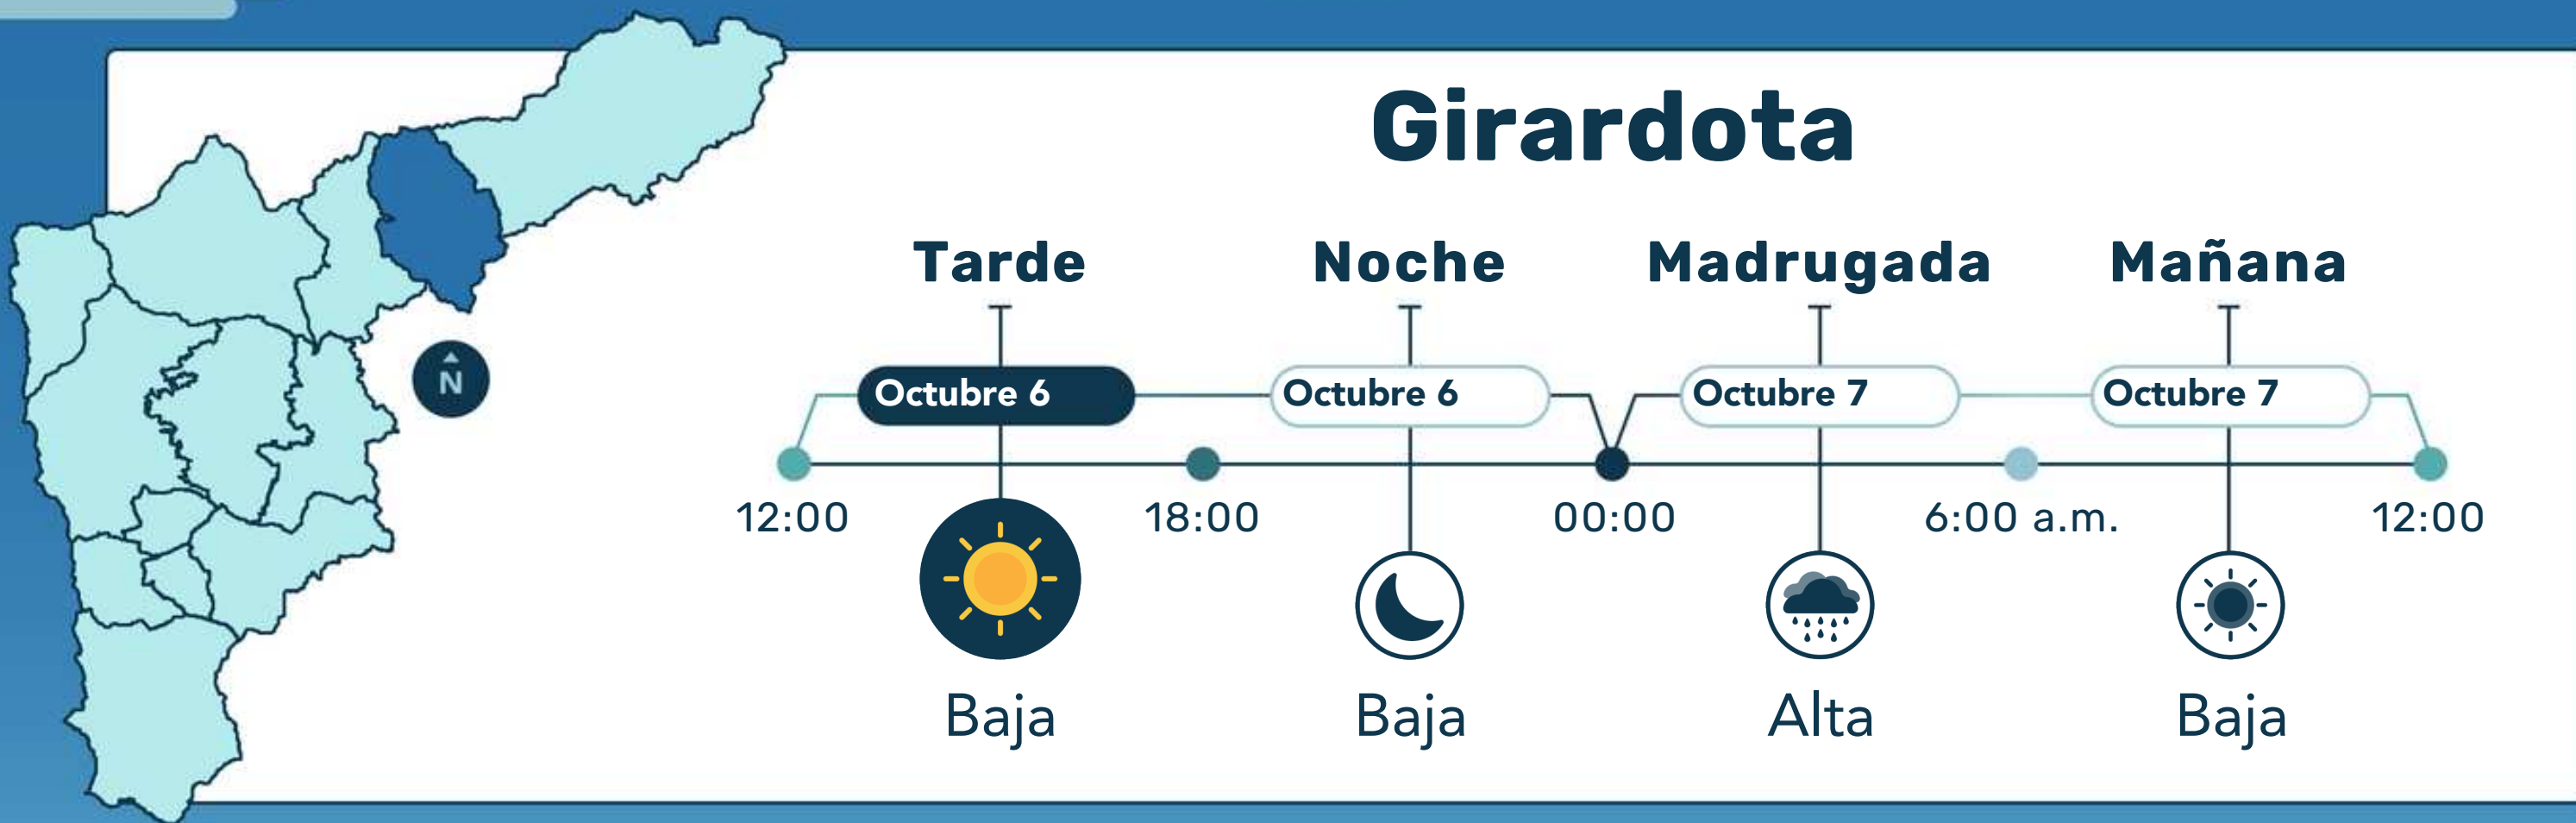 Girardota
Tarde Noche Madrugada Mañana
Octubre 6 Octubre 6 Octubre 7 Octubre 7
N
12:00 18:00 00:00 6:00 a.m. 12:00
Baja Baja Alta Baja